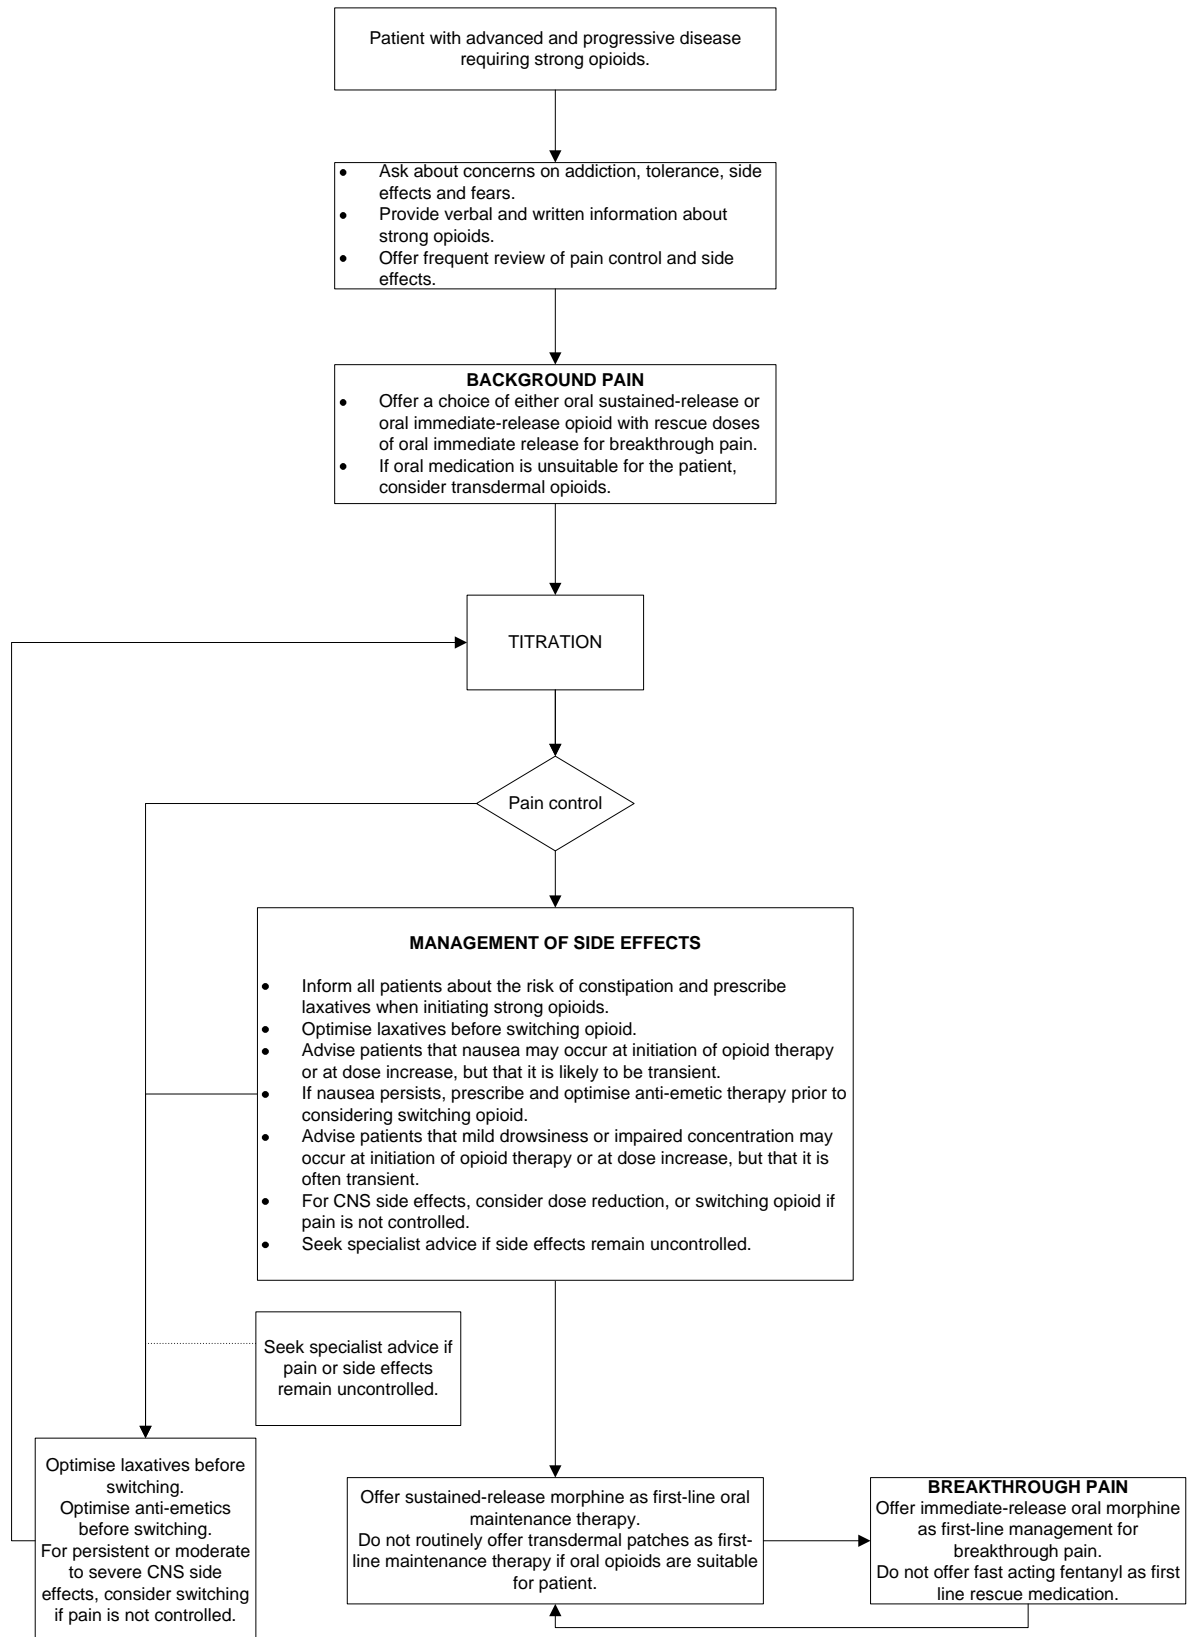 Patient with advanced and progressive disease
requiring strong opioids.
• Ask about concerns on addiction, tolerance, side
effects and fears.
• Provide verbal and written information about
strong opioids.
• Offer frequent review of pain control and side
effects.
BACKGROUND PAIN
• Offer a choice of either oral sustained-release or
oral immediate-release opioid with rescue doses
of oral immediate release for breakthrough pain.
• If oral medication is unsuitable for the patient,
consider transdermal opioids.
TITRATION
Pain control
MANAGEMENT OF SIDE EFFECTS
• Inform all patients about the risk of constipation and prescribe
laxatives when initiating strong opioids.
• Optimise laxatives before switching opioid.
• Advise patients that nausea may occur at initiation of opioid therapy
or at dose increase, but that it is likely to be transient.
• If nausea persists, prescribe and optimise anti-emetic therapy prior to
considering switching opioid.
• Advise patients that mild drowsiness or impaired concentration may
occur at initiation of opioid therapy or at dose increase, but that it is
often transient.
• For CNS side effects, consider dose reduction, or switching opioid if
pain is not controlled.
• Seek specialist advice if side effects remain uncontrolled.
Seek specialist advice if
pain or side effects
remain uncontrolled.
Optimise laxatives before
switching.
Optimise anti-emetics
before switching.
For persistent or moderate
to severe CNS side
effects, consider switching
if pain is not controlled.
Offer sustained-release morphine as first-line oral
maintenance therapy.
Do not routinely offer transdermal patches as first-
line maintenance therapy if oral opioids are suitable
for patient.
BREAKTHROUGH PAIN
Offer immediate-release oral morphine
as first-line management for
breakthrough pain.
Do not offer fast acting fentanyl as first
line rescue medication.